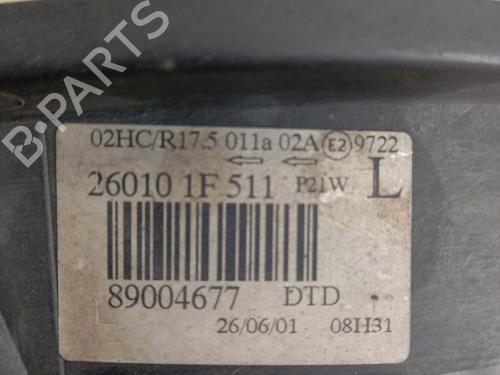 B-PARTS
02HC/R17.5 011a 02A E2 9722
← ←
26010 1F 511 P21W L
89004677 DTD
26/06/01 08H31